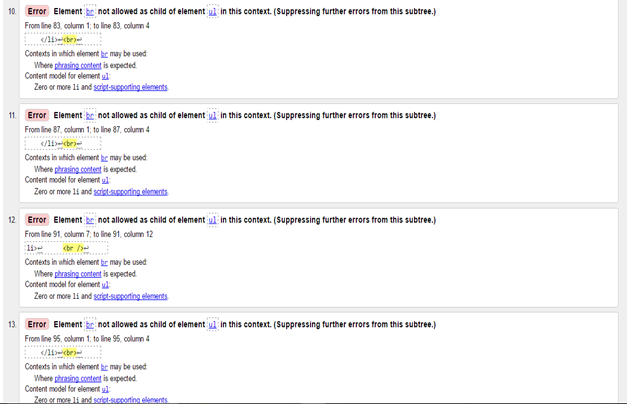 10. Error Element br not allowed as child of element ul in this context. (Suppressing further errors from this subtree.)
From line 83, column 1; to line 83, column 4
</li>↩<br>↩
Contexts in which element br may be used:
Where phrasing content is expected.
Content model for element ul:
Zero or more li and script-supporting elements.
11. Error Element br not allowed as child of element ul in this context. (Suppressing further errors from this subtree.)
From line 87, column 1; to line 87, column 4
</li>↩<br>↩
Contexts in which element br may be used:
Where phrasing content is expected.
Content model for element ul:
Zero or more li and script-supporting elements.
12. Error Element br not allowed as child of element ul in this context. (Suppressing further errors from this subtree.)
From line 91, column 7; to line 91, column 12
li>↩ <br />↩
Contexts in which element br may be used:
Where phrasing content is expected.
Content model for element ul:
Zero or more li and script-supporting elements.
13. Error Element br not allowed as child of element ul in this context. (Suppressing further errors from this subtree.)
From line 95, column 1; to line 95, column 4
</li>↩<br>↩
Contexts in which element br may be used:
Where phrasing content is expected.
Content model for element ul:
Zero or more li and script-supporting elements.